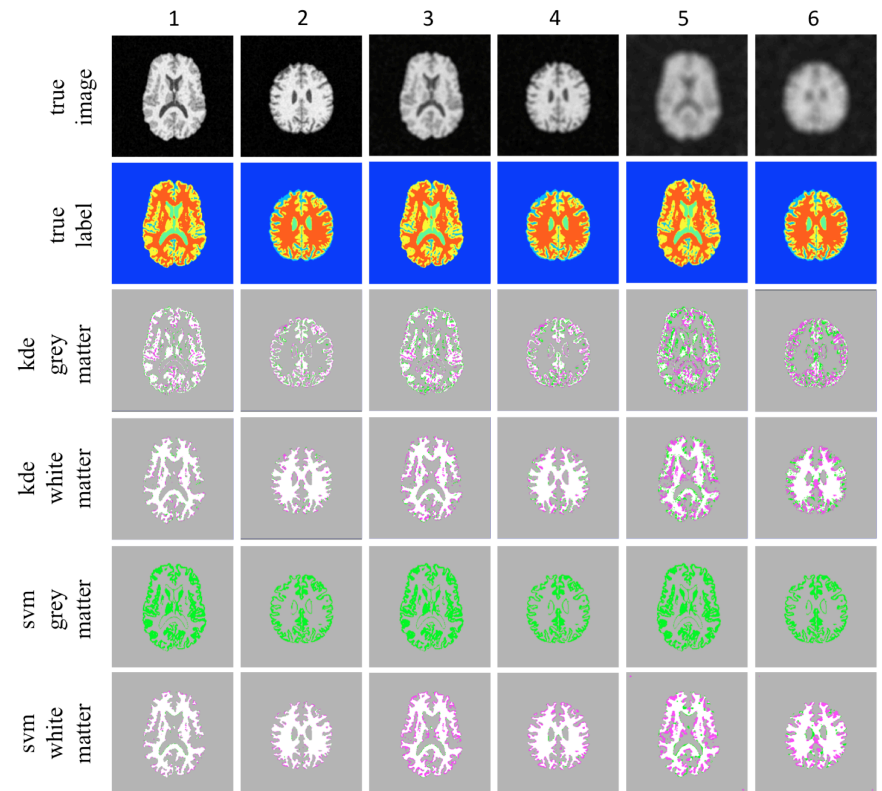 1 2 3 4 5 6
true
image
true
label
kde
grey
matter
kde
white
matter
svm
grey
matter
svm
white
matter